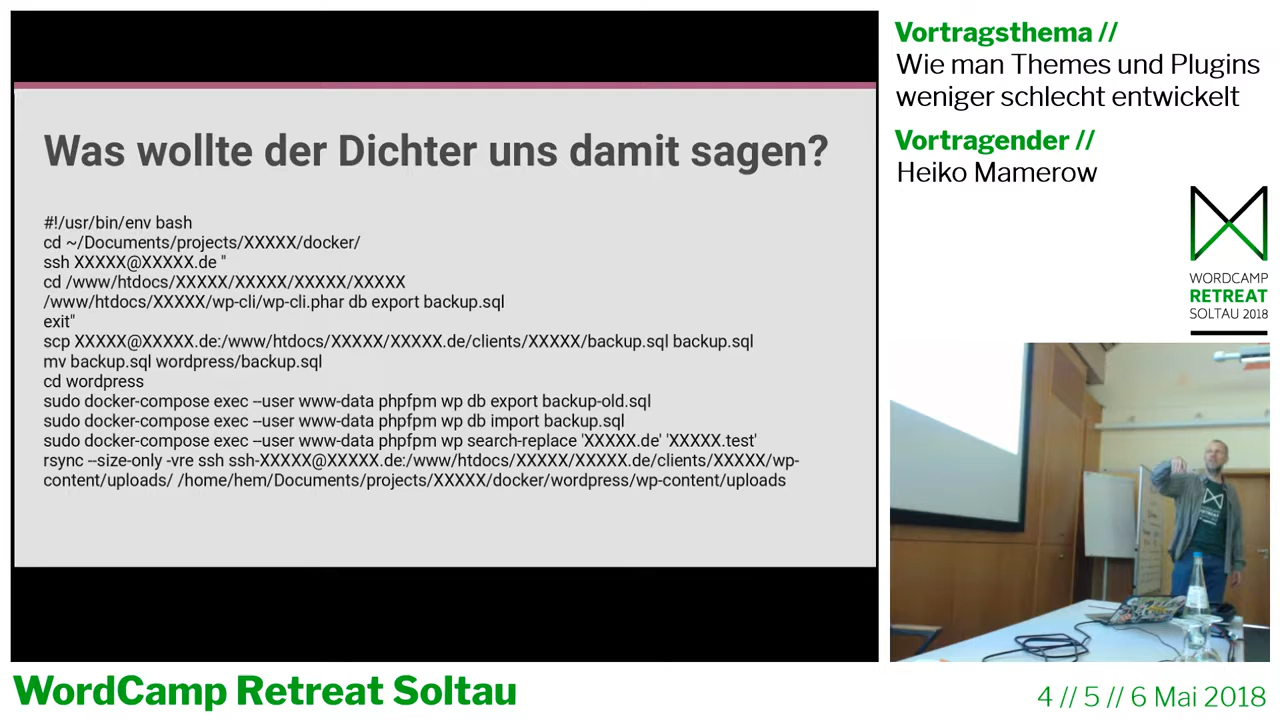 Was wollte der Dichter uns damit sagen?
#!/usr/bin/env bash
cd ~/Documents/projects/XXXXX/docker/
ssh XXXXX@XXXXX.de "
cd /www/htdocs/XXXXX/XXXXX/XXXXX/XXXXX
/www/htdocs/XXXXX/wp-cli/wp-cli.phar db export backup.sql
exit"
scp XXXXX@XXXXX.de:/www/htdocs/XXXXX/XXXXX.de/clients/XXXXX/backup.sql backup.sql
mv backup.sql wordpress/backup.sql
cd wordpress
sudo docker-compose exec --user www-data phpfpm wp db export backup-old.sql
sudo docker-compose exec --user www-data phpfpm wp db import backup.sql
sudo docker-compose exec --user www-data phpfpm wp search-replace 'XXXXX.de' 'XXXXX.test'
rsync --size-only -vre ssh ssh-XXXXX@XXXXX.de:/www/htdocs/XXXXX/XXXXX.de/clients/XXXXX/wp-
content/uploads/ /home/hem/Documents/projects/XXXXX/docker/wordpress/wp-content/uploads
Vortragsthema //
Wie man Themes und Plugins
weniger schlecht entwickelt
Vortragender //
Heiko Mamerow
WORDCAMP
RETREAT
SOLTAU 2018
WordCamp Retreat Soltau
4 // 5 // 6 Mai 2018